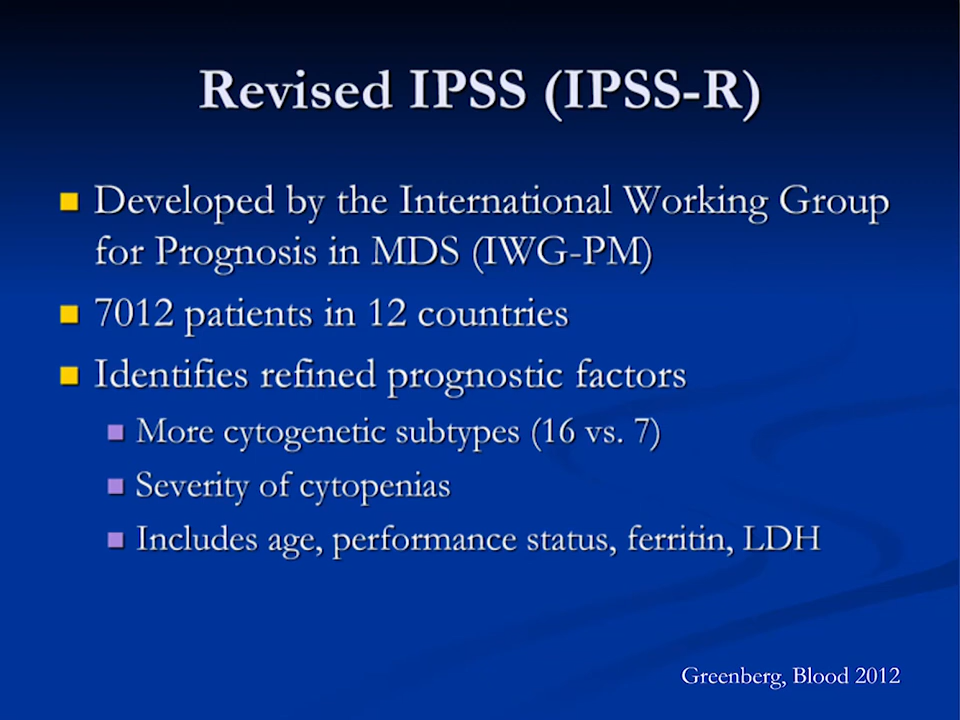 Revised IPSS (IPSS-R)
Developed by the International Working Group
for Prognosis in MDS (IWG-PM)
7012 patients in 12 countries
Identifies refined prognostic factors
More cytogenetic subtypes (16 vs. 7)
Severity of cytopenias
Includes age, performance status, ferritin, LDH
Greenberg, Blood 2012